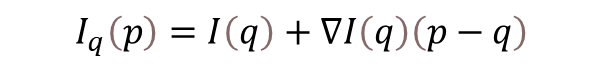 I_q(p) = I(q) + ∇I(q)(p − q)